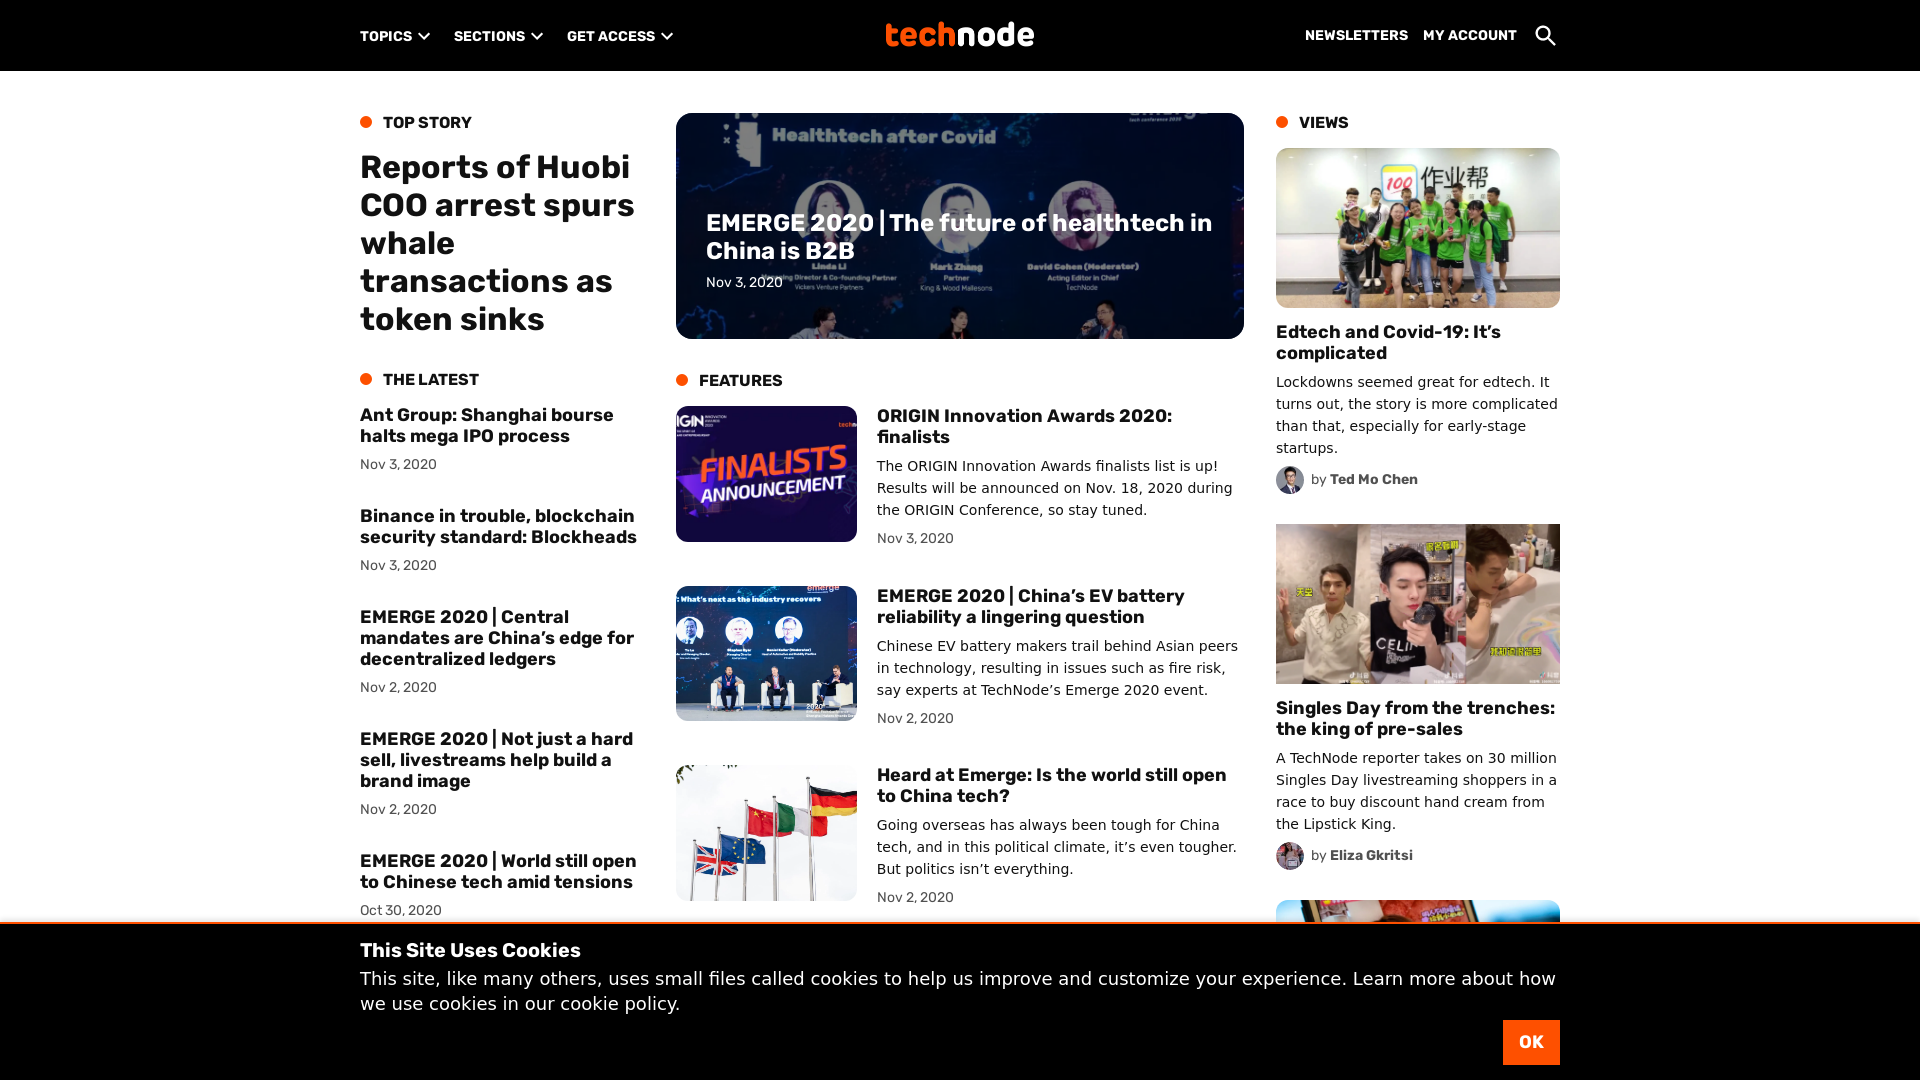 TOPICS
SECTIONS
GET ACCESS
technode
NEWSLETTERS
MY ACCOUNT
TOP STORY
Reports of Huobi
COO arrest spurs
whale
transactions as
token sinks
THE LATEST
Ant Group: Shanghai bourse
halts mega IPO process
Nov 3, 2020
Binance in trouble, blockchain
security standard: Blockheads
Nov 3, 2020
EMERGE 2020 | Central
mandates are China’s edge for
decentralized ledgers
Nov 2, 2020
EMERGE 2020 | Not just a hard
sell, livestreams help build a
brand image
Nov 2, 2020
EMERGE 2020 | World still open
to Chinese tech amid tensions
Oct 30, 2020
tech conference 2020
Healthtech after Covid
EMERGE 2020 | The future of healthtech in
China is B2B
Nov 3, 2020
Linda Li
Managing Director & Co-founding Partner
Vickers Venture Partners
Mark Zhang
Partner
King & Wood Mallesons
David Cohen (Moderator)
Acting Editor in Chief
TechNode
FEATURES
FINALISTS
ANNOUNCEMENT
ORIGIN Innovation Awards 2020:
finalists
The ORIGIN Innovation Awards finalists list is up!
Results will be announced on Nov. 18, 2020 during
the ORIGIN Conference, so stay tuned.
Nov 3, 2020
emerge
: What's next as the industry recovers
EMERGE 2020 | China’s EV battery
reliability a lingering question
Chinese EV battery makers trail behind Asian peers
in technology, resulting in issues such as fire risk,
say experts at TechNode’s Emerge 2020 event.
Nov 2, 2020
Heard at Emerge: Is the world still open
to China tech?
Going overseas has always been tough for China
tech, and in this political climate, it’s even tougher.
But politics isn’t everything.
Nov 2, 2020
VIEWS
100 作业帮
Edtech and Covid-19: It’s
complicated
Lockdowns seemed great for edtech. It
turns out, the story is more complicated
than that, especially for early-stage
startups.
by Ted Mo Chen
天空
CELIN
Singles Day from the trenches:
the king of pre-sales
A TechNode reporter takes on 30 million
Singles Day livestreaming shoppers in a
race to buy discount hand cream from
the Lipstick King.
by Eliza Gkritsi
This Site Uses Cookies
This site, like many others, uses small files called cookies to help us improve and customize your experience. Learn more about how
we use cookies in our cookie policy.
OK